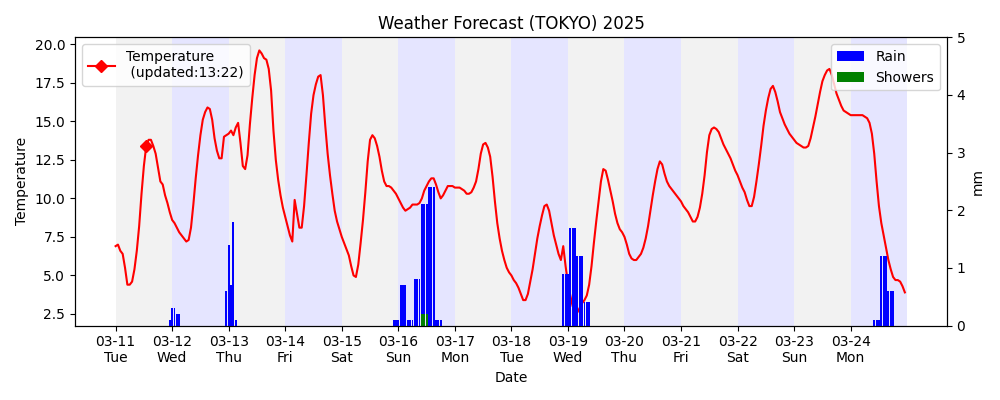 Weather Forecast (TOKYO) 2025
Temperature
(updated:13:22)
Rain
Showers
Temperature
20.0
17.5
15.0
12.5
10.0
7.5
5.0
2.5
5
4
3
2
1
0
mm
03-11 03-12 03-13 03-14 03-15 03-16 03-17 03-18 03-19 03-20 03-21 03-22 03-23 03-24
Tue Wed Thu Fri Sat Sun Mon Tue Wed Thu Fri Sat Sun Mon
Date